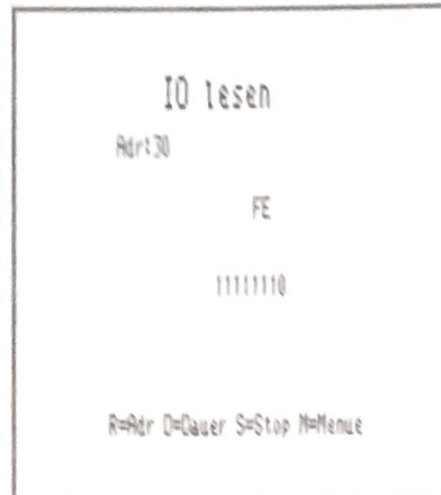 IO lesen
Adr:30
FE
11111110
R=Adr D=Dauer S=Stop M=Menue